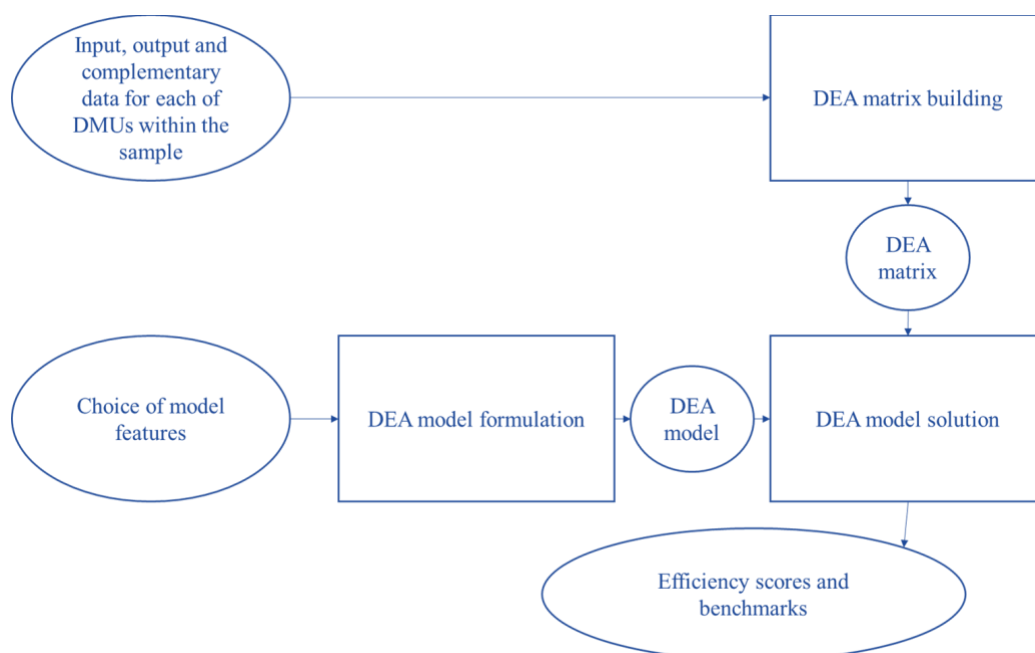 Input, output and
complementary
data for each of
DMUs within the
sample
DEA matrix building
DEA
matrix
Choice of model
features
DEA model formulation
DEA
model
DEA model solution
Efficiency scores and
benchmarks